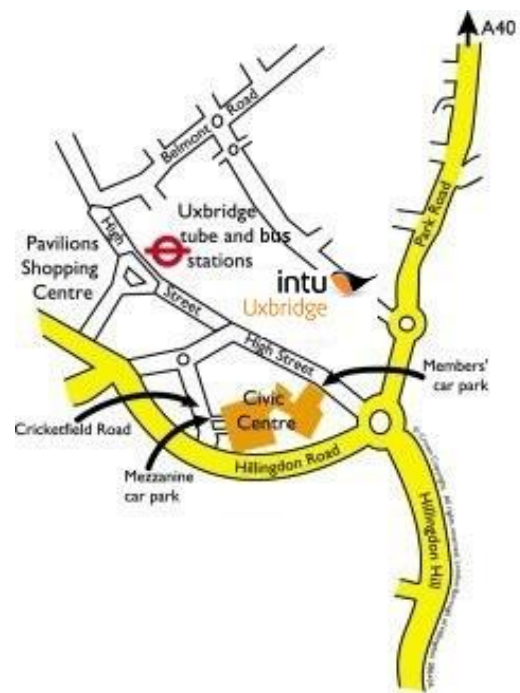 A40
Belmont Road
Park Road
Uxbridge
tube and bus
stations
High
Street
Pavilions
Shopping
Centre
intu
Uxbridge
High Street
Members'
car park
Civic
Centre
Cricketfield Road
Mezzanine
car park
Hillingdon Road
Hillingdon Hill